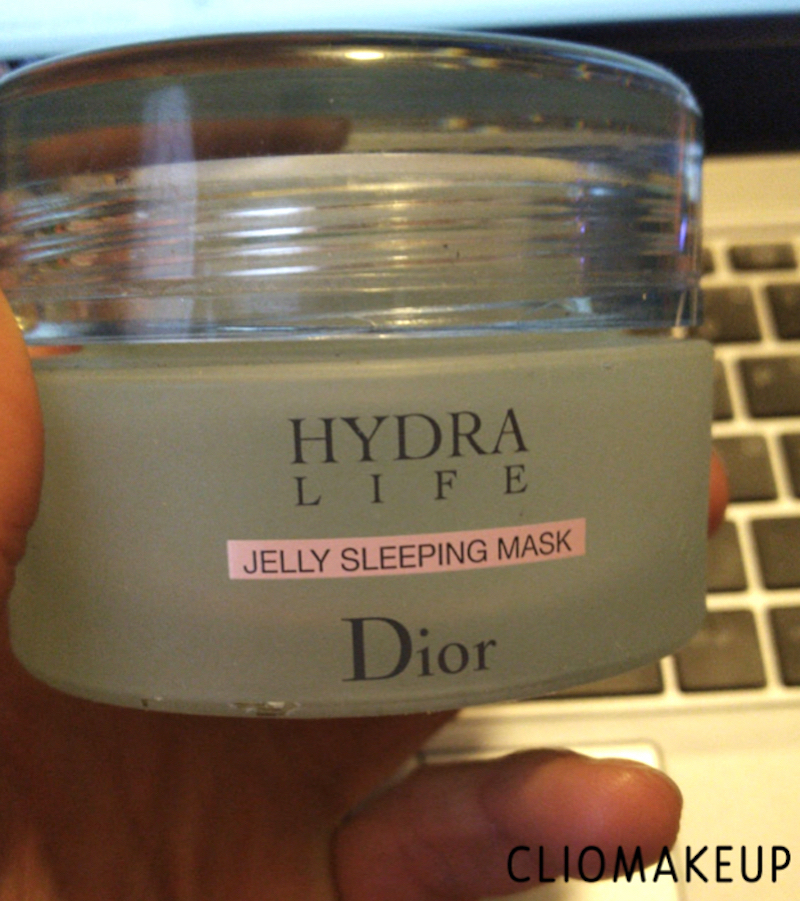 HYDRA
LIFE
JELLY SLEEPING MASK
Dior
CLIOMAKEUP